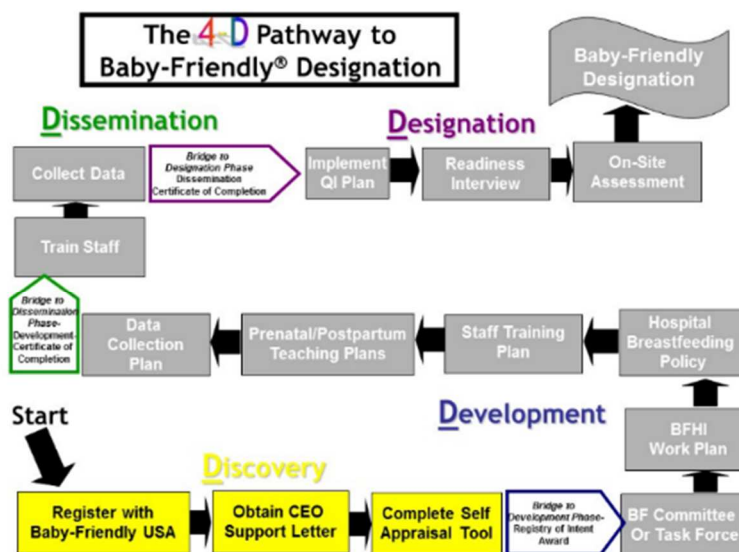 The 4-D Pathway to
Baby-Friendly® Designation
Baby-Friendly
Designation
Dissemination
Designation
Collect Data
Bridge to
Designation Phase
Dissemination
Certificate of Completion
Implement
QI Plan
Readiness
Interview
On-Site
Assessment
Train Staff
Bridge to
Dissemination
Phase-
Development-
Certificate of
Completion
Data
Collection
Plan
Prenatal/Postpartum
Teaching Plans
Staff Training
Plan
Hospital
Breastfeeding
Policy
Start
Development
BFHI
Work Plan
Discovery
Register with
Baby-Friendly USA
Obtain CEO
Support Letter
Complete Self
Appraisal Tool
Bridge to
Development Phase-
Registry of Intent
Award
BF Committee
Or Task Force